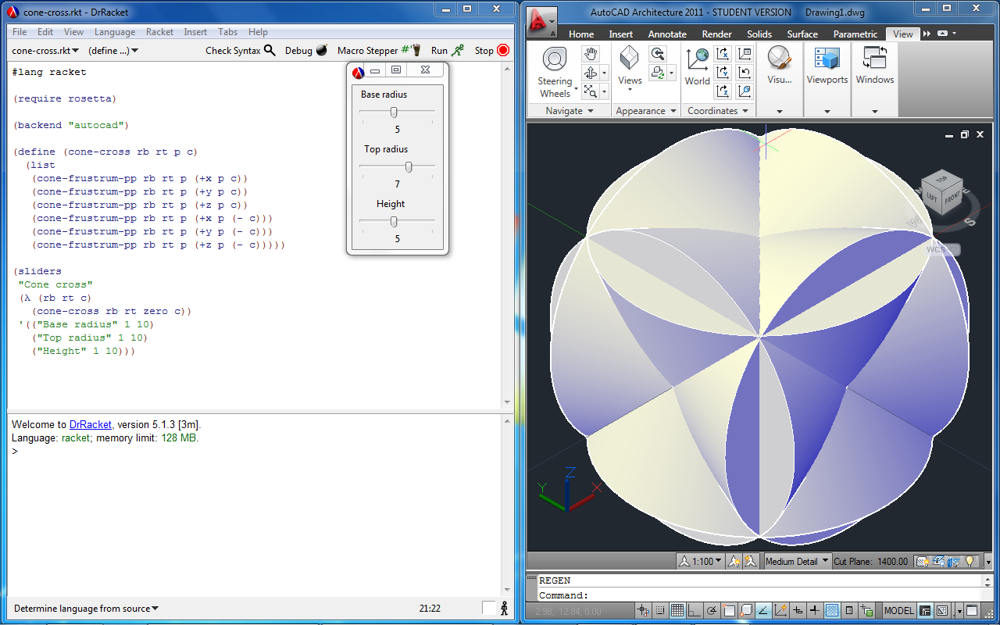 cone-cross.rkt - DrRacket
File Edit View Language Racket Insert Tabs Help
cone-cross.rkt (define ...) Check Syntax Debug Macro Stepper #' Run Stop
#lang racket
(require rosetta)
(backend "autocad")
(define (cone-cross rb rt p c)
  (list
   (cone-frustrum-pp rb rt p (+x p c))
   (cone-frustrum-pp rb rt p (+y p c))
   (cone-frustrum-pp rb rt p (+z p c))
   (cone-frustrum-pp rb rt p (+x p (- c)))
   (cone-frustrum-pp rb rt p (+y p (- c)))
   (cone-frustrum-pp rb rt p (+z p (- c)))))
(sliders
 "Cone cross"
 (λ (rb rt c)
   (cone-cross rb rt zero c))
 '(("Base radius" 1 10)
   ("Top radius" 1 10)
   ("Height" 1 10)))
Base radius
5
Top radius
7
Height
5
Welcome to DrRacket, version 5.1.3 [3m].
Language: racket; memory limit: 128 MB.
>
Determine language from source 21:22
AutoCAD Architecture 2011 - STUDENT VERSION Drawing1.dwg
A
Home Insert Annotate Render Solids Surface Parametric View
Steering Wheels
Views
World
X
Y
Z
Visu...
Viewports
Windows
Navigate Appearance Coordinates
TOP
LEFT FRONT
E
S
WCS
Z
Y X
1:100 Medium Detail Cut Plane: 1400.00
REGEN
Command:
2.98, 12.84, 0.00 MODEL